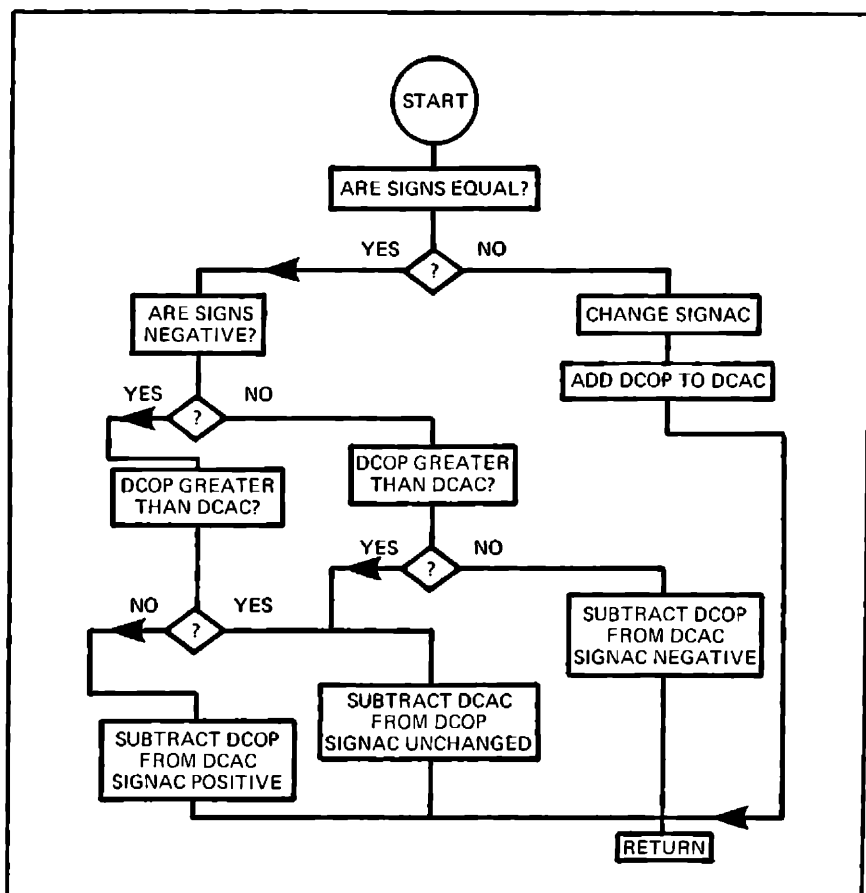 START
ARE SIGNS EQUAL?
YES
NO
?
ARE SIGNS
NEGATIVE?
CHANGE SIGNAC
ADD DCOP TO DCAC
YES
NO
?
DCOP GREATER
THAN DCAC?
DCOP GREATER
THAN DCAC?
YES
NO
?
NO
YES
?
SUBTRACT DCOP
FROM DCAC
SIGNAC NEGATIVE
SUBTRACT DCAC
FROM DCOP
SIGNAC UNCHANGED
SUBTRACT DCOP
FROM DCAC
SIGNAC POSITIVE
RETURN